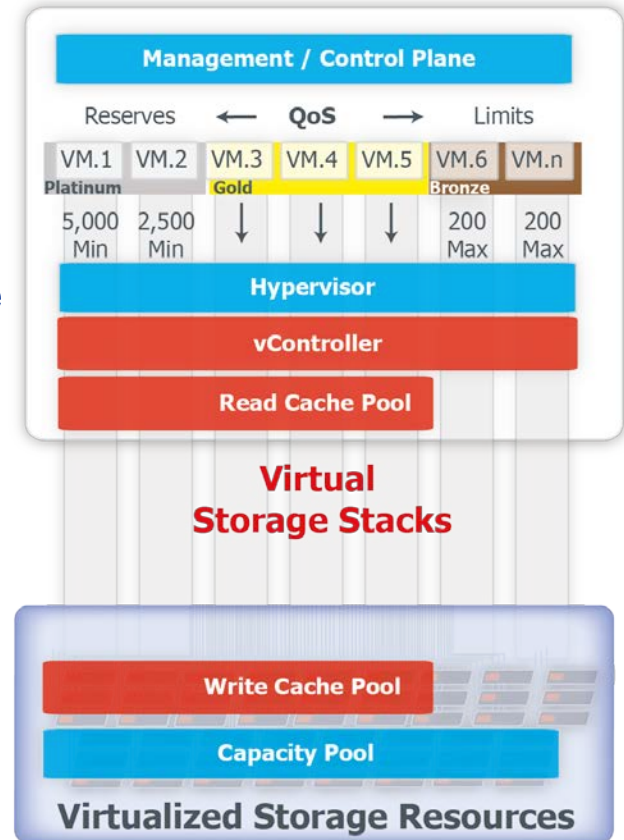 Management / Control Plane
Reserves ← QoS → Limits
VM.1 VM.2 VM.3 VM.4 VM.5 VM.6 VM.n
Platinum Gold Bronze
5,000 2,500 ↓ ↓ ↓ 200 200
Min Min Max Max
Hypervisor
vController
Read Cache Pool
Virtual
Storage Stacks
Write Cache Pool
Capacity Pool
Virtualized Storage Resources